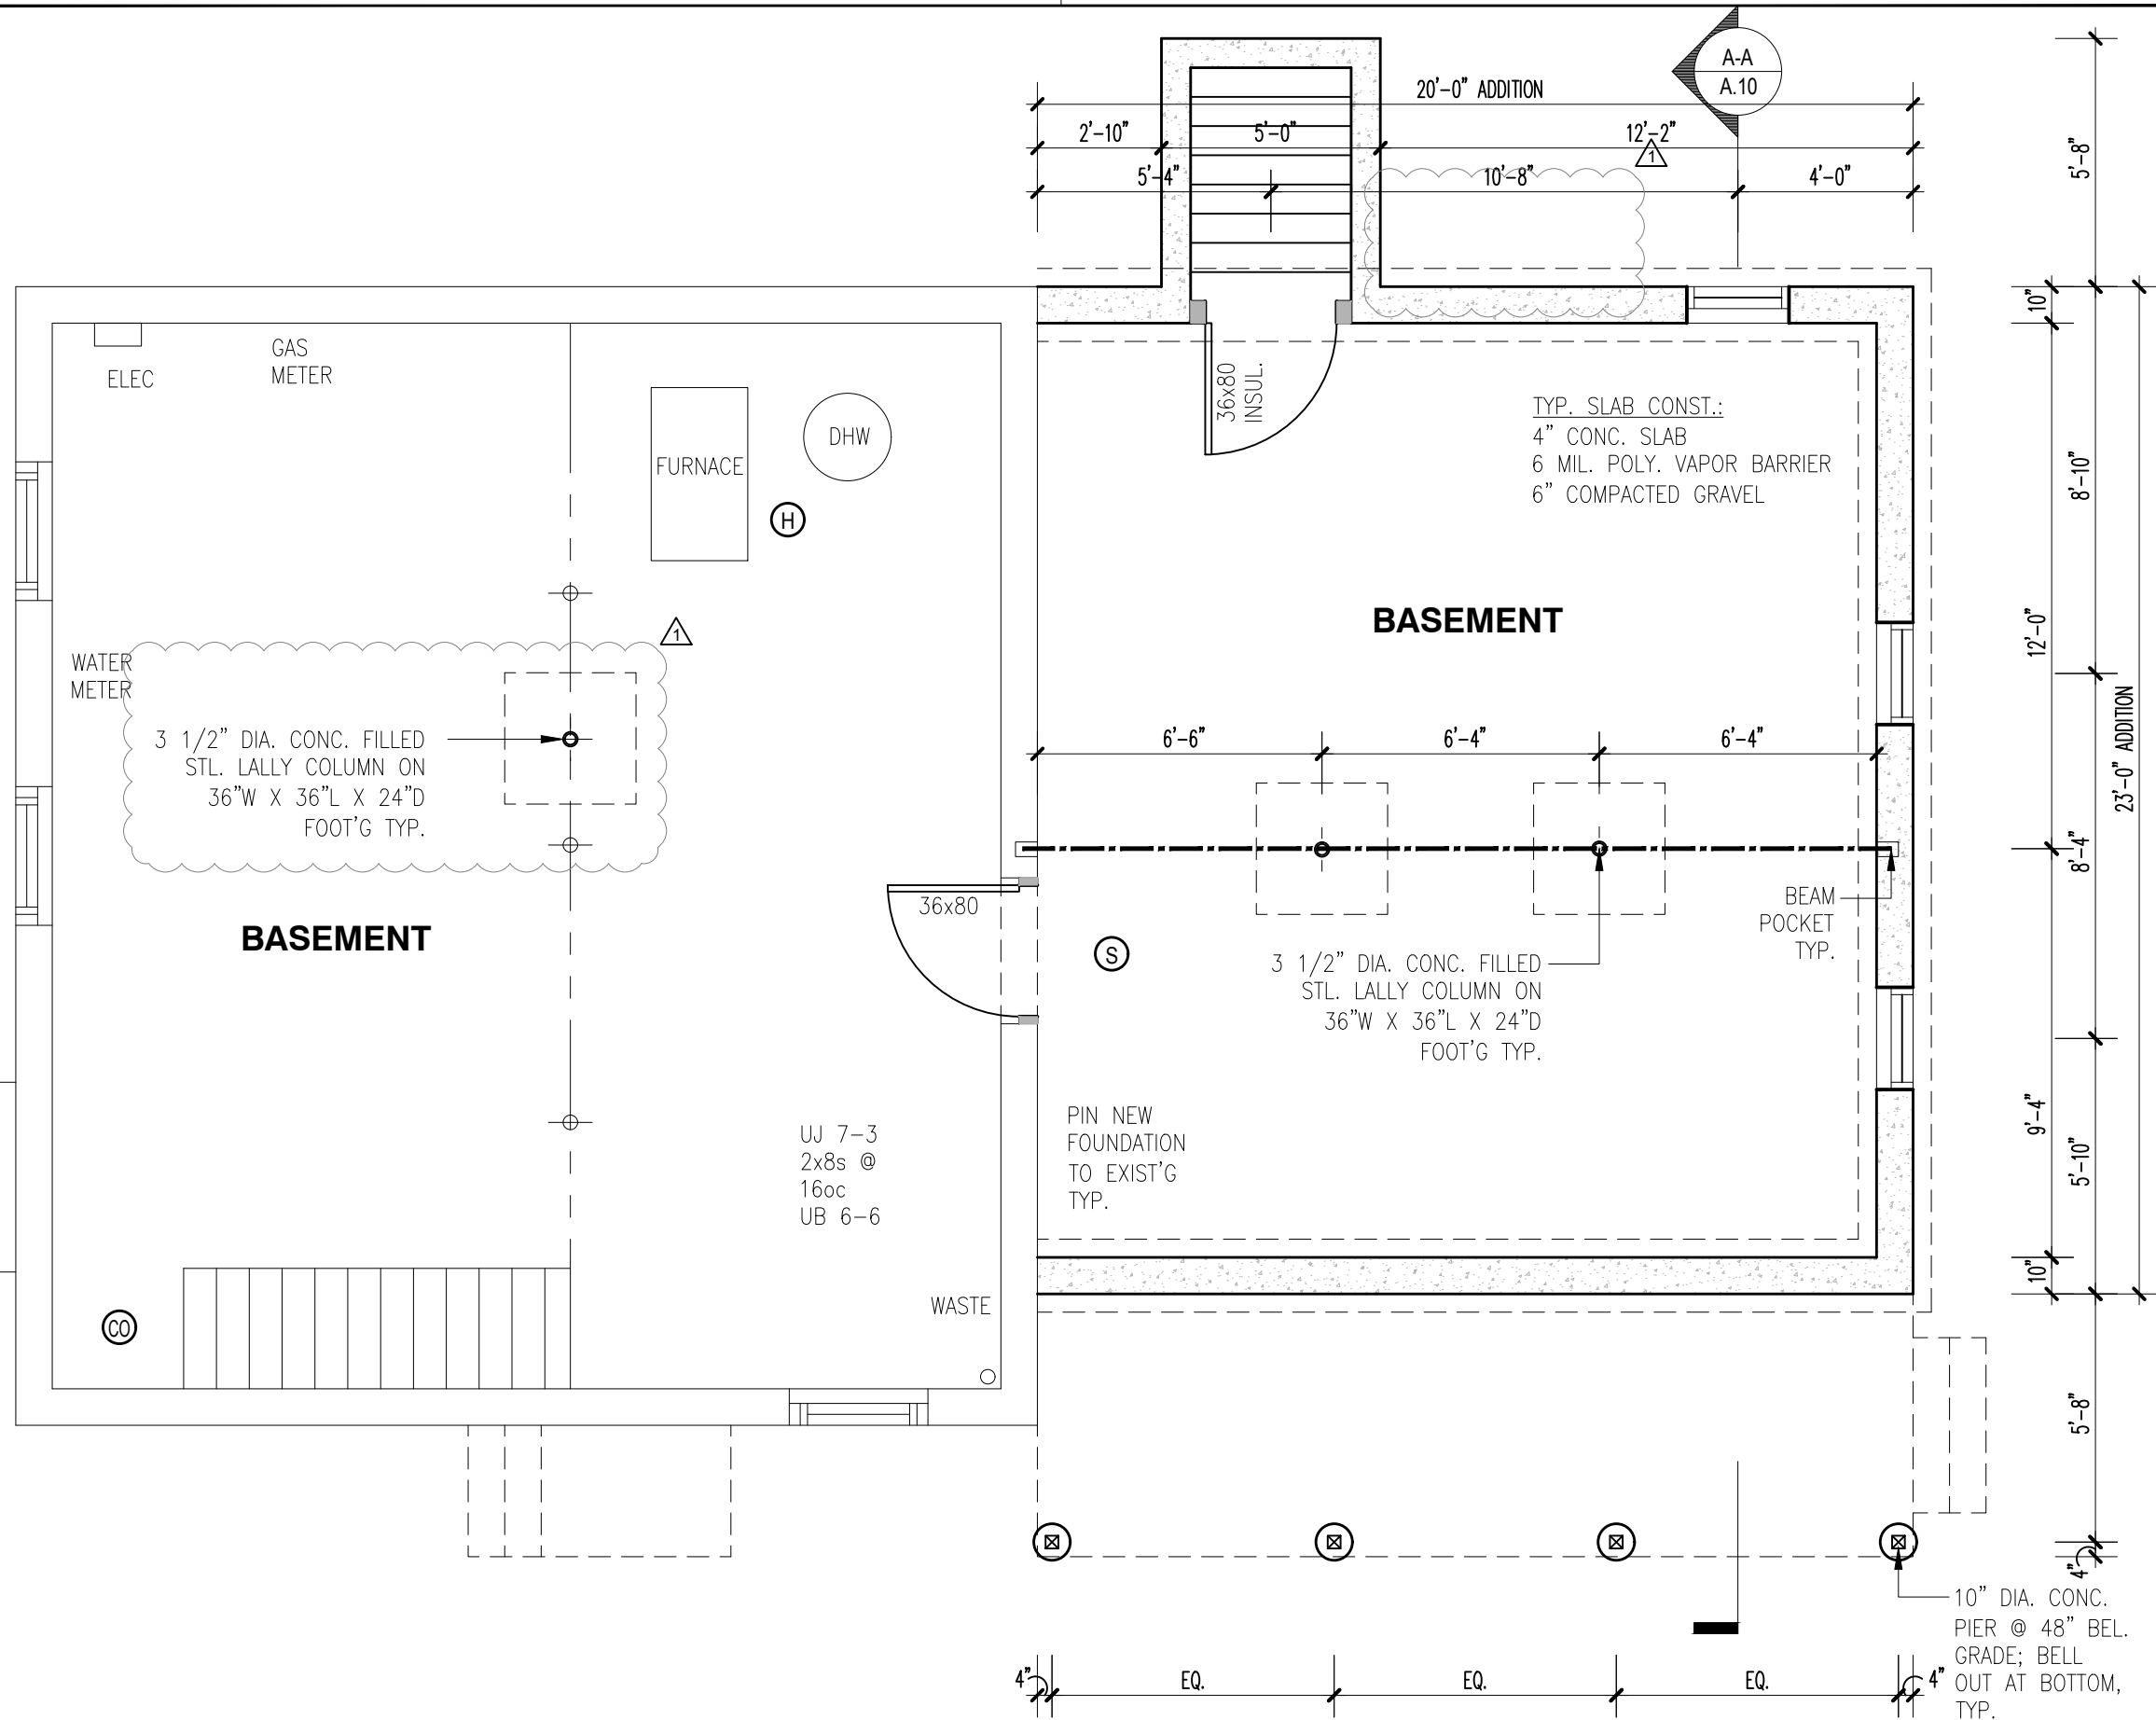 A-A
A.10
20'-0" ADDITION
2'-10"
5'-0"
12'-2"
1
5'-4"
10'-8"
4'-0"
5'-8"
10"
GAS
METER
ELEC
FURNACE
DHW
H
36x80
INSUL.
TYP. SLAB CONST.:
4" CONC. SLAB
6 MIL. POLY. VAPOR BARRIER
6" COMPACTED GRAVEL
8'-10"
BASEMENT
12'-0"
1
WATER
METER
3 1/2" DIA. CONC. FILLED
STL. LALLY COLUMN ON
36"W X 36"L X 24"D
FOOT'G TYP.
6'-6"
6'-4"
6'-4"
23'-0" ADDITION
8'-4"
BEAM
POCKET
TYP.
36x80
BASEMENT
S
3 1/2" DIA. CONC. FILLED
STL. LALLY COLUMN ON
36"W X 36"L X 24"D
FOOT'G TYP.
PIN NEW
FOUNDATION
TO EXIST'G
TYP.
UJ 7-3
2x8s @
16oc
UB 6-6
9'-4"
5'-10"
10"
WASTE
CO
5'-8"
4"
10" DIA. CONC.
PIER @ 48" BEL.
GRADE; BELL
OUT AT BOTTOM,
TYP.
4"
EQ.
EQ.
EQ.
4"